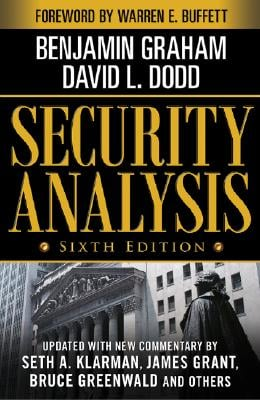 FOREWORD BY WARREN E. BUFFETT
BENJAMIN GRAHAM
DAVID L. DODD
SECURITY
ANALYSIS
• SIXTH EDITION •
UPDATED WITH NEW COMMENTARY BY
SETH A. KLARMAN, JAMES GRANT,
BRUCE GREENWALD AND OTHERS